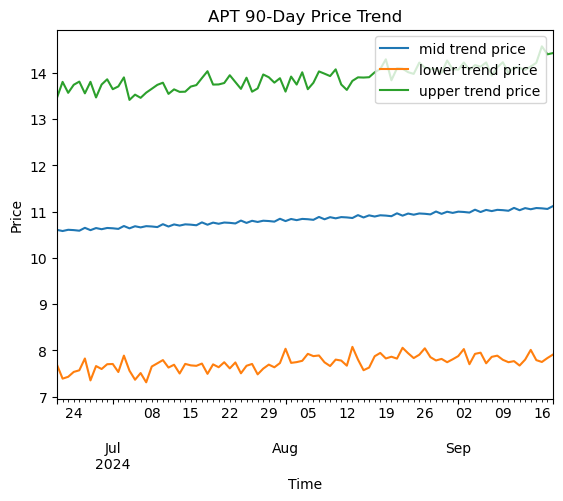 APT 90-Day Price Trend
mid trend price
lower trend price
upper trend price
Price
14
13
12
11
10
9
8
7
24 08 15 22 29 05 12 19 26 02 09 16
Jul Aug Sep
2024
Time